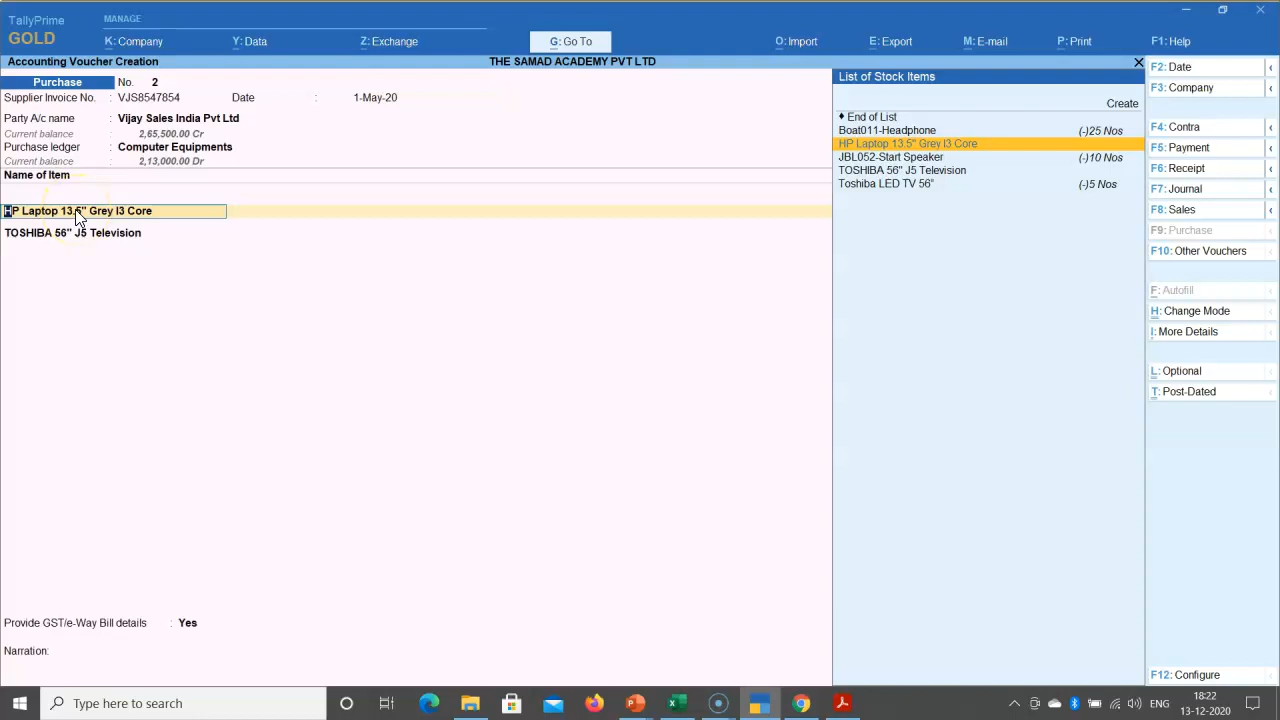 TallyPrime
GOLD
MANAGE
K: Company
Y: Data
Z: Exchange
G: Go To
O: Import
E: Export
M: E-mail
P: Print
F1: Help
Accounting Voucher Creation
THE SAMAD ACADEMY PVT LTD
Purchase No. 2
Supplier Invoice No. : VJS8547854 Date : 1-May-20
Party A/c name : Vijay Sales India Pvt Ltd
Current balance : 2,65,500.00 Cr
Purchase ledger : Computer Equipments
Current balance : 2,13,000.00 Dr
Name of Item
HP Laptop 13.5" Grey I3 Core
TOSHIBA 56" J5 Television
Provide GST/e-Way Bill details : Yes
Narration:
List of Stock Items
Create
♦ End of List
Boat011-Headphone (-)25 Nos
HP Laptop 13.5" Grey I3 Core
JBL052-Start Speaker (-)10 Nos
TOSHIBA 56" J5 Television
Toshiba LED TV 56" (-)5 Nos
F2: Date
F3: Company
F4: Contra
F5: Payment
F6: Receipt
F7: Journal
F8: Sales
F9: Purchase
F10: Other Vouchers
F: Autofill
H: Change Mode
I: More Details
L: Optional
T: Post-Dated
F12: Configure
Type here to search
ENG
18:22
13-12-2020